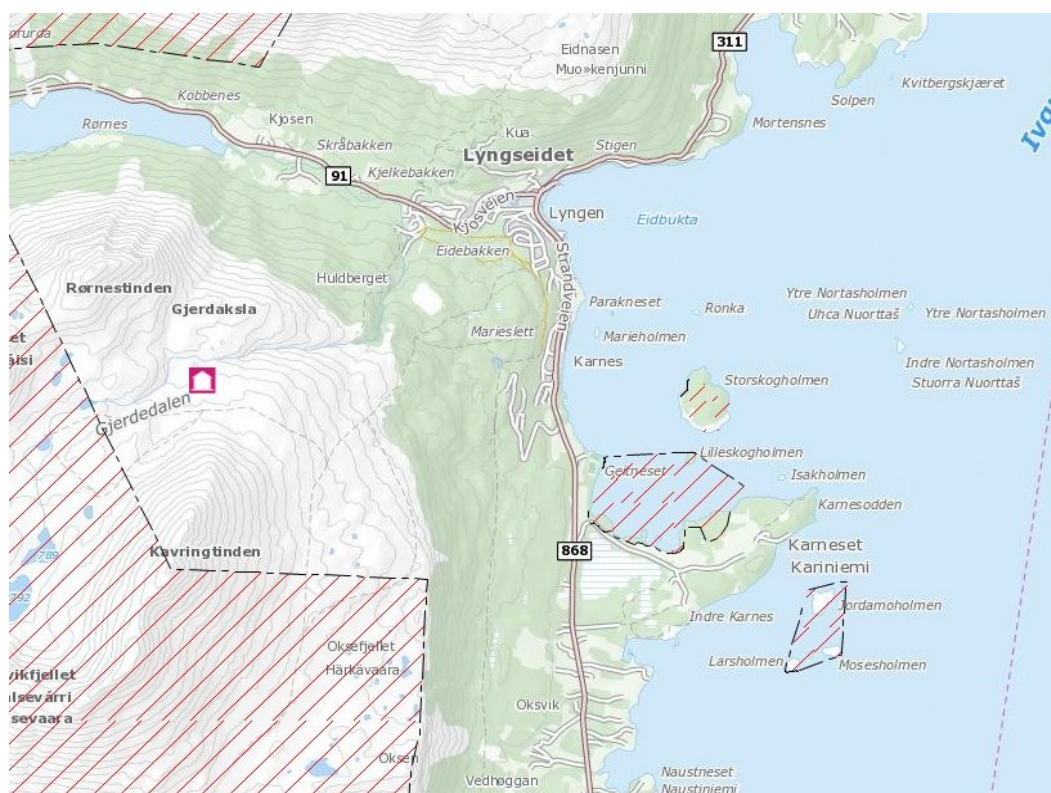 311
Eidnasen
Muo»kenjunni
Kvitbergskjæret
Solpen
Kobbenes
Kjosen
Rørnes
Mortensnes
Kua
Skråbakken
Stigen
Lyngseidet
91
Kjelkebakken
Kjosveien
Lyngen
Eidbukta
Eidebakken
Strandveien
Huldberget
Rørnestinden
Gjerdaksla
Parakneset
Ronka
Ytre Nortasholmen
Uhca Nuorttaš
Ytre Nortasholmen
Marieslett
Marieholmen
Karnes
Indre Nortasholmen
Stuorra Nuorttaš
Storskogholmen
Gjerdedalen
Lilleskogholmen
Geitneset
Isakholmen
Karnesodden
Kavringtinden
868
Karneset
Kariniemi
789
792
Jordamoholmen
Indre Karnes
Oksefjellet
Härkävaara
Larsholmen
Mosesholmen
vikfjellet
sevaara
Oksvik
Oksen
Vedhoggan
Naustneset
Naustiniemi